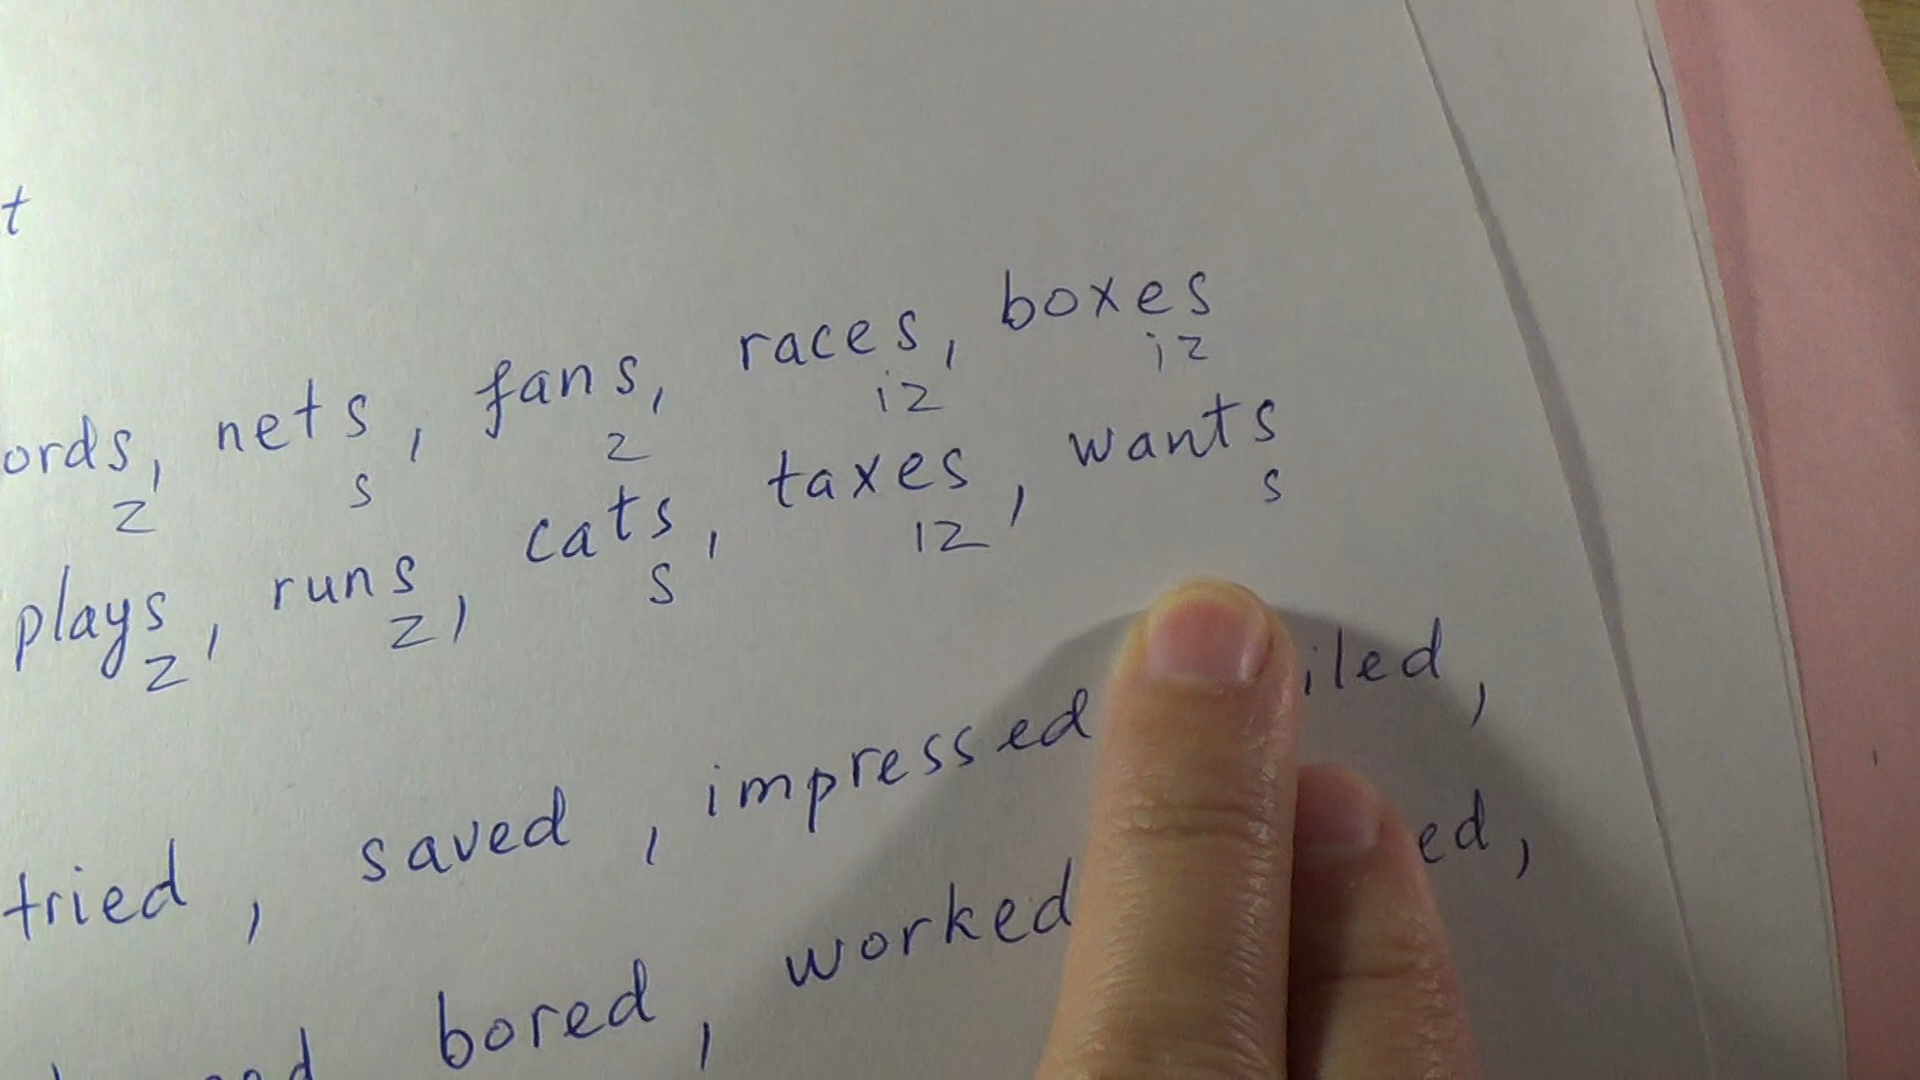 t
ords, nets, fans, races, boxes
z s z iz iz
plays, runs, cats, taxes, wants
z z s iz s
tried, saved, impressed iled,
bored, worked ed,